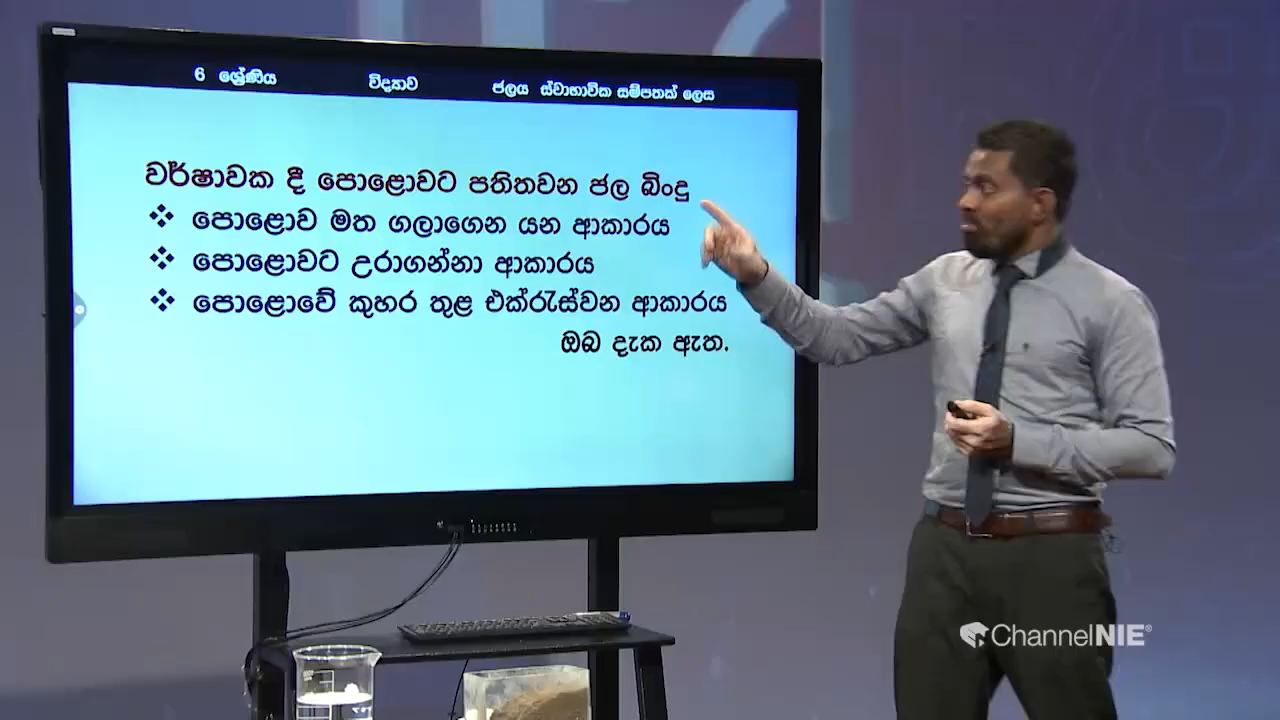 6 ශ්‍රේණිය විද්‍යාව ජලය ස්වාභාවික සම්පතක් ලෙස
වර්ෂාවක දී පොළොවට පතිතවන ජල බිංදු
❖ පොළොව මත ගලාගෙන යන ආකාරය
❖ පොළොවට උරාගන්නා ආකාරය
❖ පොළොවේ කුහර තුළ එක්රැස්වන ආකාරය
ඔබ දැක ඇත.
ChannelNIE®